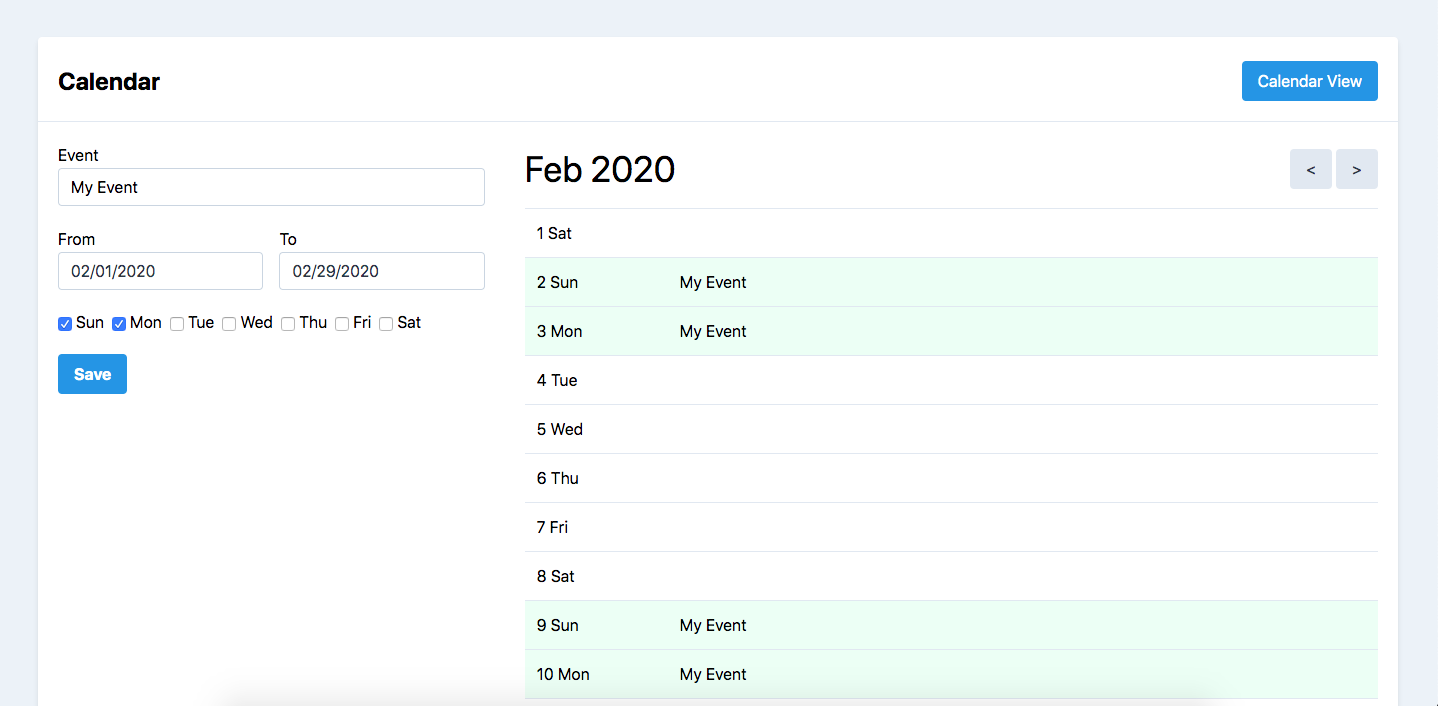 Calendar
Calendar View
Event
My Event
From To
02/01/2020 02/29/2020
Sun Mon Tue Wed Thu Fri Sat
Save
Feb 2020
< >
1 Sat
2 Sun My Event
3 Mon My Event
4 Tue
5 Wed
6 Thu
7 Fri
8 Sat
9 Sun My Event
10 Mon My Event